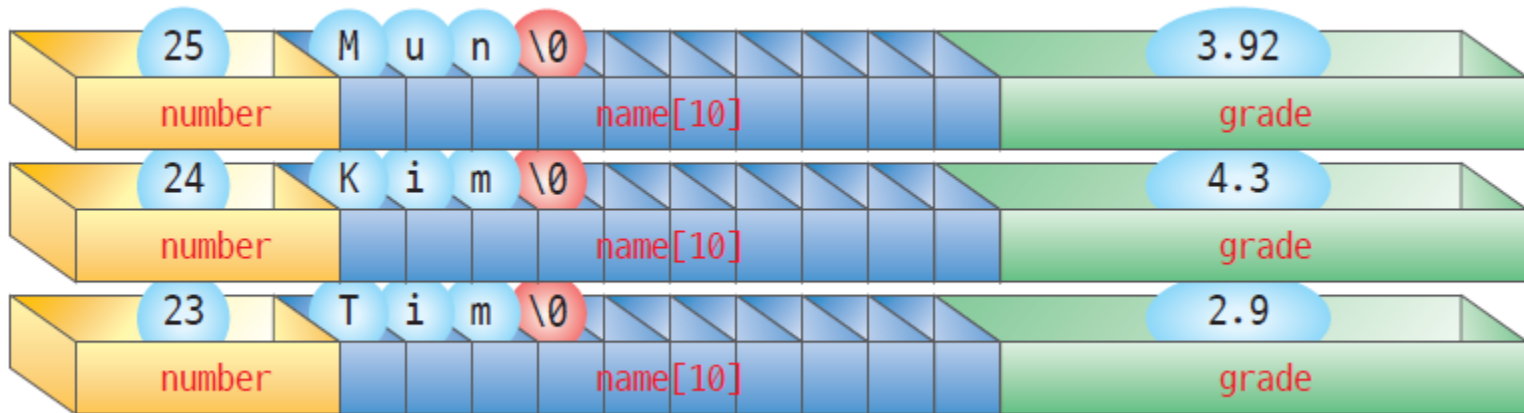 25 M u n \0 3.92
number name[10] grade
24 K i m \0 4.3
number name[10] grade
23 T i m \0 2.9
number name[10] grade